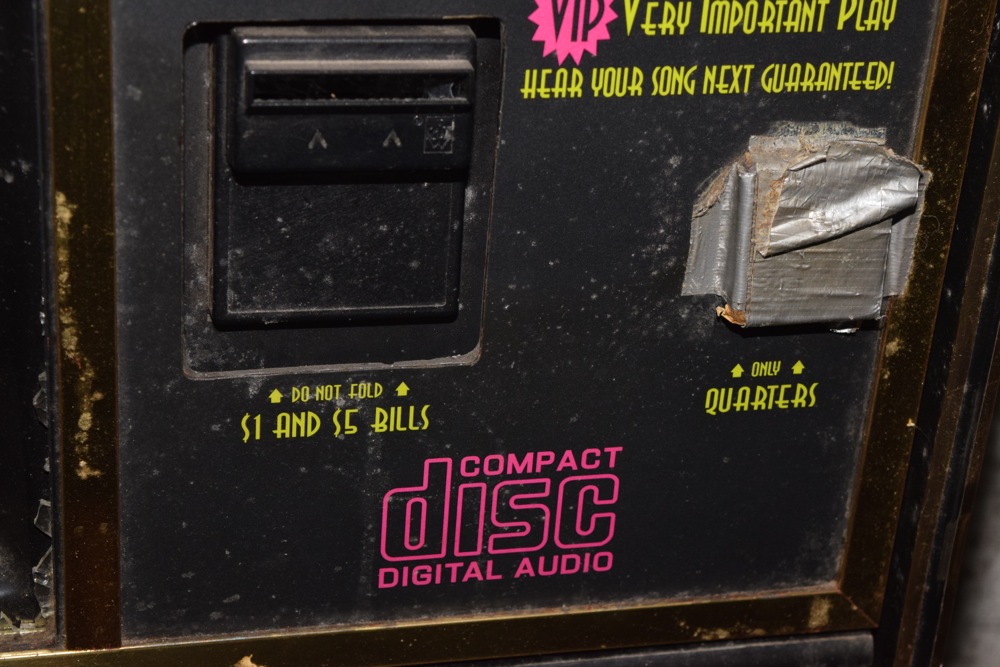 VIP VERY IMPORTANT PLAY
HEAR YOUR SONG NEXT GUARANTEED!
DO NOT FOLD
$1 AND $5 BILLS
ONLY
QUARTERS
COMPACT
disc
DIGITAL AUDIO